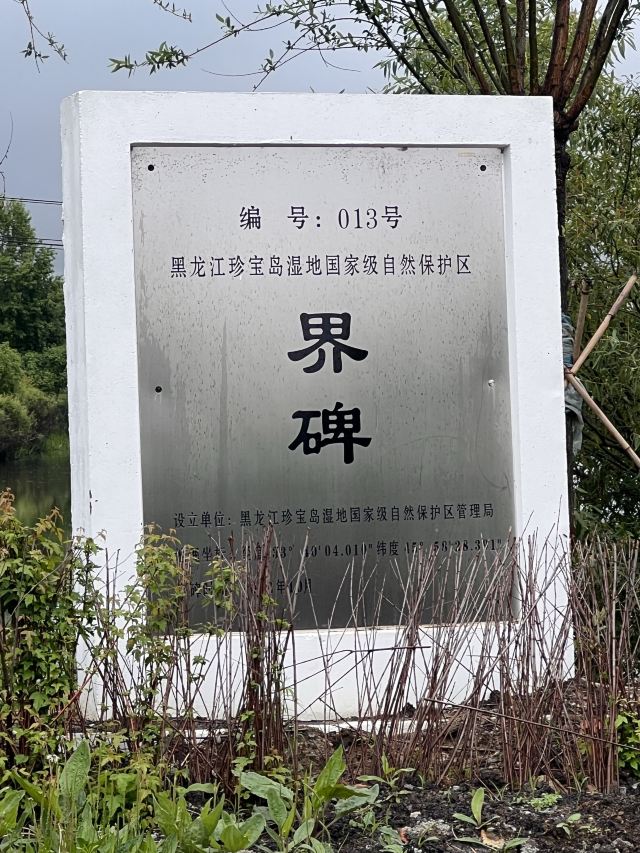 编 号：013号
黑龙江珍宝岛湿地国家级自然保护区
界
碑
设立单位：黑龙江珍宝岛湿地国家级自然保护区管理局
04.010" 纬度